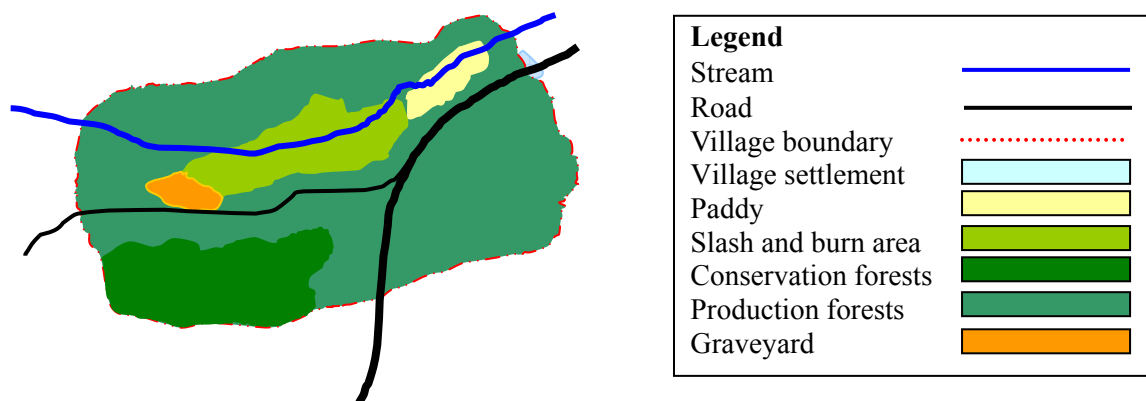 Legend
Stream
Road
Village boundary
Village settlement
Paddy
Slash and burn area
Conservation forests
Production forests
Graveyard